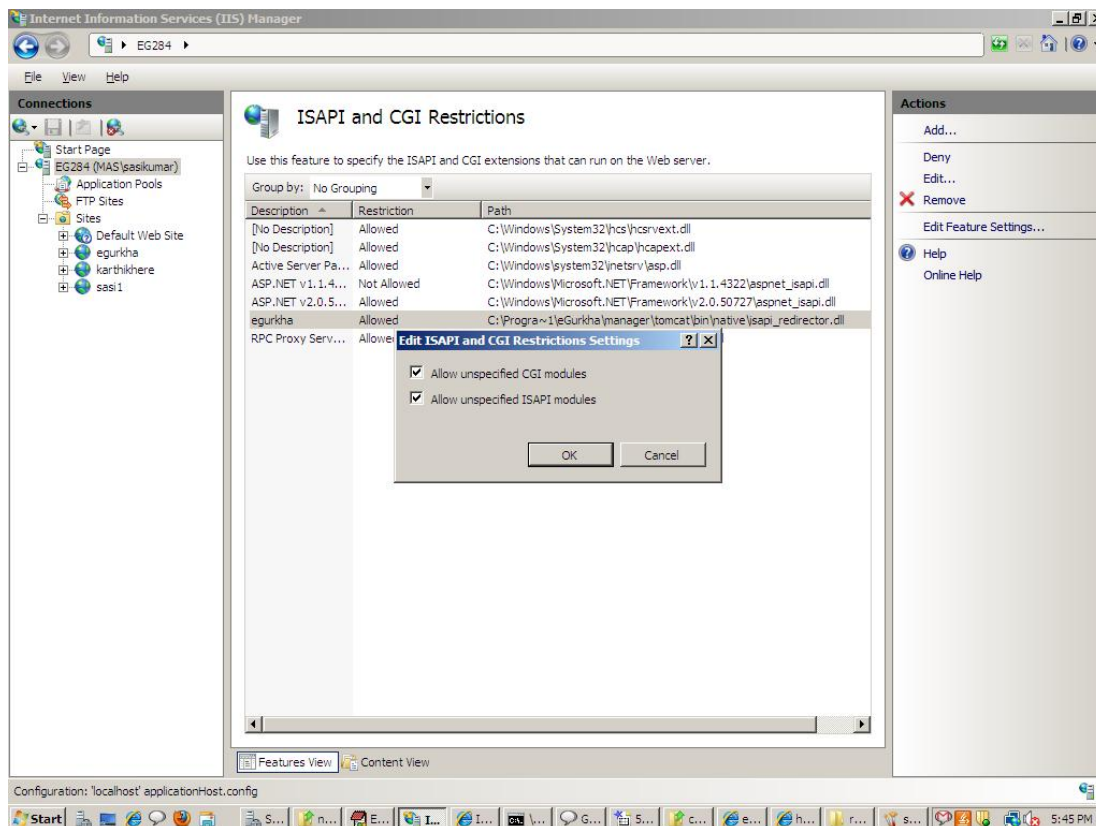 Internet Information Services (IIS) Manager
EG284
File View Help
Connections
Start Page
EG284 (MAS\sasikumar)
Application Pools
FTP Sites
Sites
Default Web Site
egurkha
karthikhere
sasi1
ISAPI and CGI Restrictions
Use this feature to specify the ISAPI and CGI extensions that can run on the Web server.
Group by: No Grouping
Description Restriction Path
[No Description] Allowed C:\Windows\System32\hcs\hcsrvext.dll
[No Description] Allowed C:\Windows\System32\hcap\hcapext.dll
Active Server Pa... Allowed C:\Windows\system32\inetsrv\asp.dll
ASP.NET v1.1.4... Not Allowed C:\Windows\Microsoft.NET\Framework\v1.1.4322\aspnet_isapi.dll
ASP.NET v2.0.5... Allowed C:\Windows\Microsoft.NET\Framework\v2.0.50727\aspnet_isapi.dll
egurkha Allowed C:\Progra~1\eGurkha\manager\tomcat\bin\native\isapi_redirector.dll
RPC Proxy Serv...
Edit ISAPI and CGI Restrictions Settings
Allow unspecified CGI modules
Allow unspecified ISAPI modules
OK Cancel
Features View Content View
Actions
Add...
Deny
Edit...
Remove
Edit Feature Settings...
Help
Online Help
Configuration: 'localhost' applicationHost.config
Start S... n... E... I... I... \... G... S... c... e... h... r... s... 5:45 PM